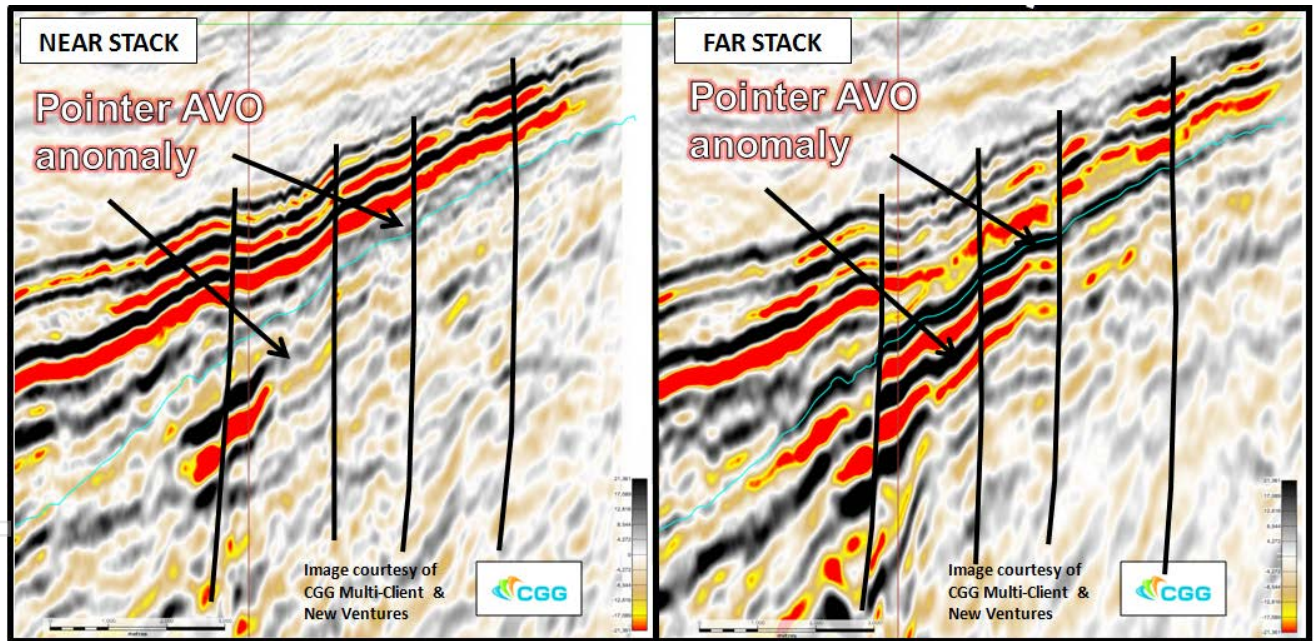 NEAR STACK
Pointer AVO
anomaly
Image courtesy of
CGG Multi-Client &
New Ventures
CGG
FAR STACK
Pointer AVO
anomaly
Image courtesy of
CGG Multi-Client &
New Ventures
CGG